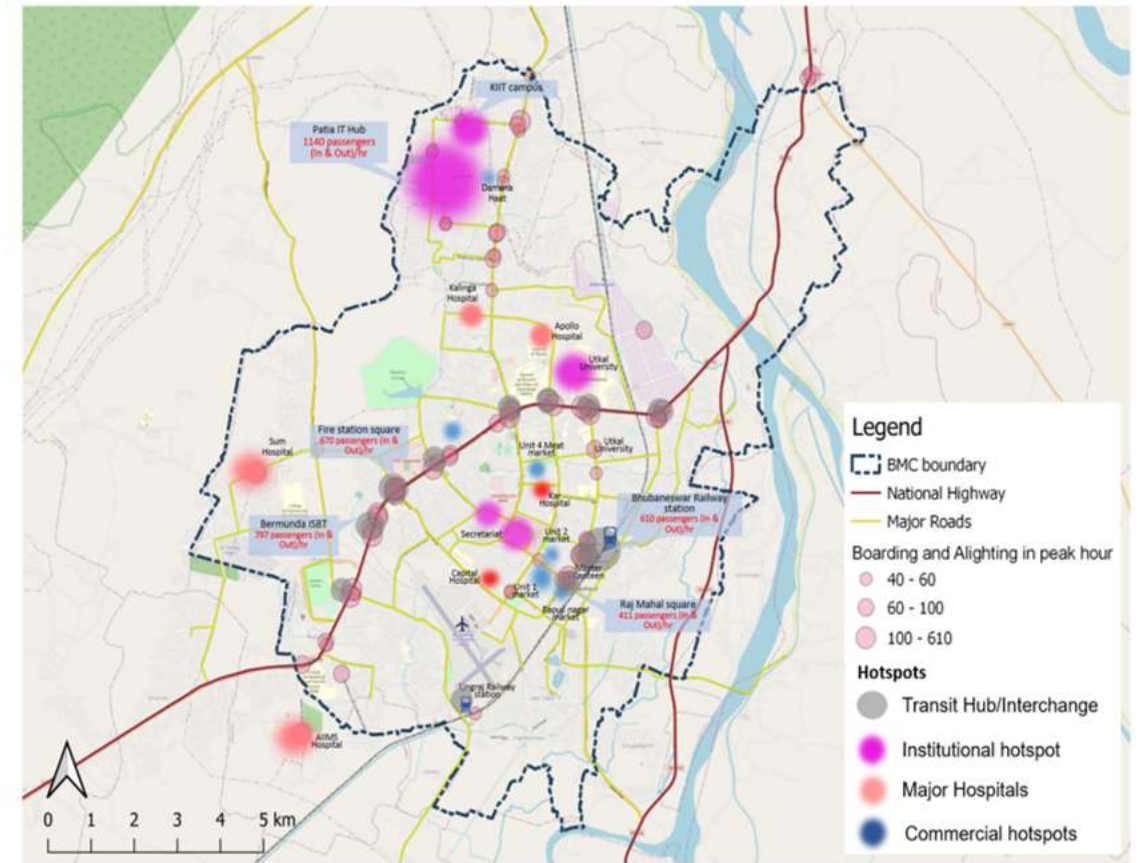 KIIT campus
Patia IT Hub
1140 passengers
(In & Out)/hr
Damana
Haat
Kalinga
Hospital
Apollo
Hospital
Utkal
University
Sum
Hospital
Fire station square
670 passengers (In &
Out)/hr
Unit 4 Meat
market
Utkal
University
Kar
Hospital
Bhubaneswar Railway
station
610 passengers (In &
Out)/hr
Bermunda ISBT
797 passengers (In &
Out)/hr
Secretariat
Unit 2
market
Master
Canteen
Capital
Hospital
Unit 1
market
Bapuji nagar
market
Raj Mahal square
411 passengers (In &
Out)/hr
Lingraj Railway
station
AIIMS
Hospital
0 1 2 3 4 5 km
Legend
BMC boundary
National Highway
Major Roads
Boarding and Alighting in peak hour
40 - 60
60 - 100
100 - 610
Hotspots
Transit Hub/Interchange
Institutional hotspot
Major Hospitals
Commercial hotspots